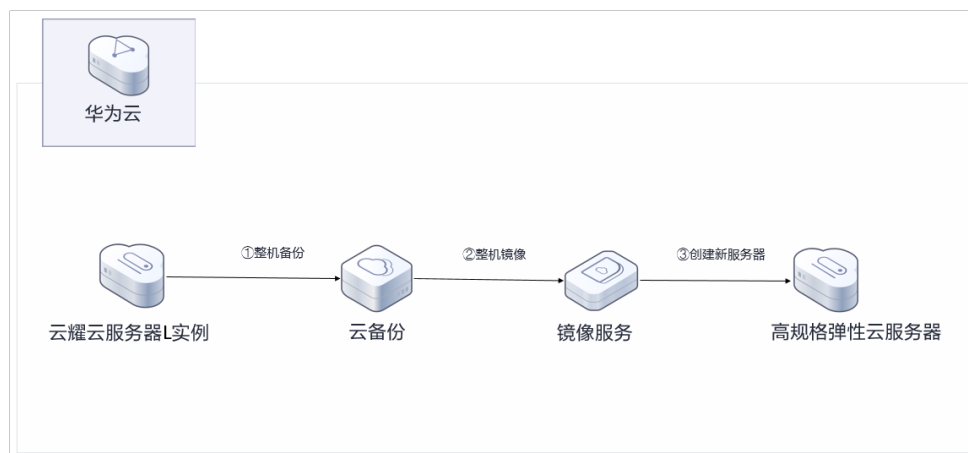 华为云
①整机备份
②整机镜像
③创建新服务器
云耀云服务器L实例
云备份
镜像服务
高规格弹性云服务器